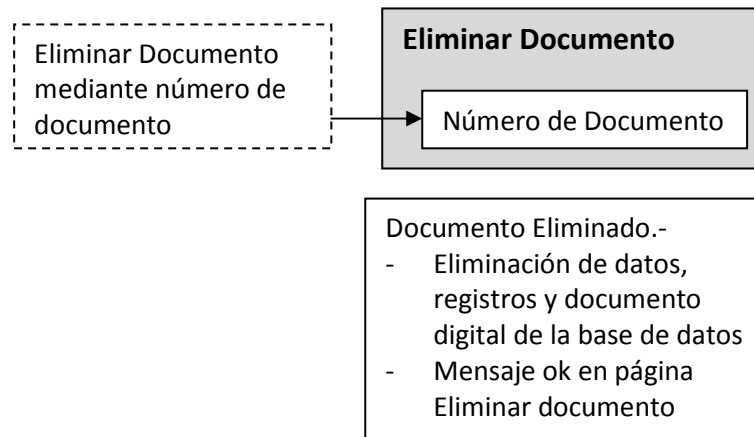 Eliminar Documento
mediante número de
documento
Eliminar Documento
Número de Documento
Documento Eliminado.-
- Eliminación de datos,
registros y documento
digital de la base de datos
- Mensaje ok en página
Eliminar documento